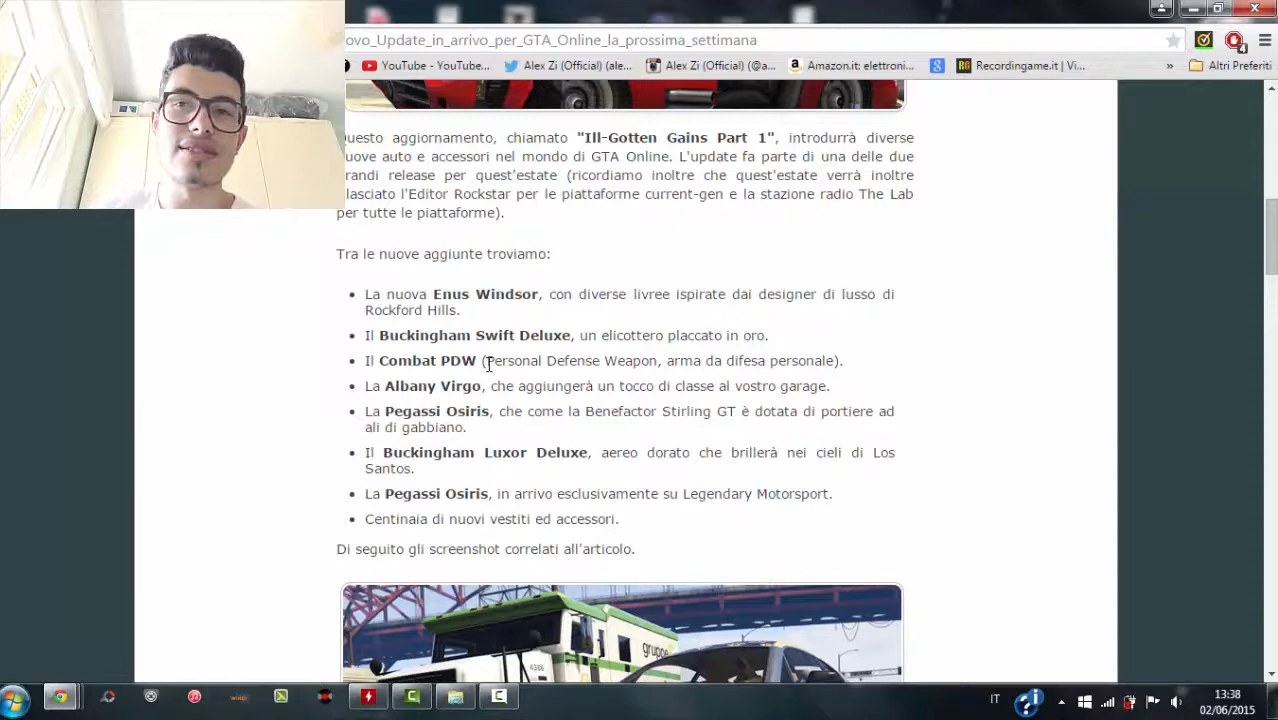 ovo_Update_in_arrivo_per_GTA_Online_la_prossima_settimana
YouTube - YouTube... Alex Zi (Official) (ale... Alex Zi (Official) (@a... Amazon.it: elettroni... Recordingame.it | Vi... » Altri Preferiti
questo aggiornamento, chiamato "Ill-Gotten Gains Part 1", introdurrà diverse
nuove auto e accessori nel mondo di GTA Online. L'update fa parte di una delle due
grandi release per quest'estate (ricordiamo inoltre che quest'estate verrà inoltre
rilasciato l'Editor Rockstar per le piattaforme current-gen e la stazione radio The Lab
per tutte le piattaforme).
Tra le nuove aggiunte troviamo:
• La nuova Enus Windsor, con diverse livree ispirate dai designer di lusso di
Rockford Hills.
• Il Buckingham Swift Deluxe, un elicottero placcato in oro.
• Il Combat PDW (Personal Defense Weapon, arma da difesa personale).
• La Albany Virgo, che aggiungerà un tocco di classe al vostro garage.
• La Pegassi Osiris, che come la Benefactor Stirling GT è dotata di portiere ad
ali di gabbiano.
• Il Buckingham Luxor Deluxe, aereo dorato che brillerà nei cieli di Los
Santos.
• La Pegassi Osiris, in arrivo esclusivamente su Legendary Motorsport.
• Centinaia di nuovi vestiti ed accessori.
Di seguito gli screenshot correlati all'articolo.
4386 gruppe
IT 13:38
02/06/2015